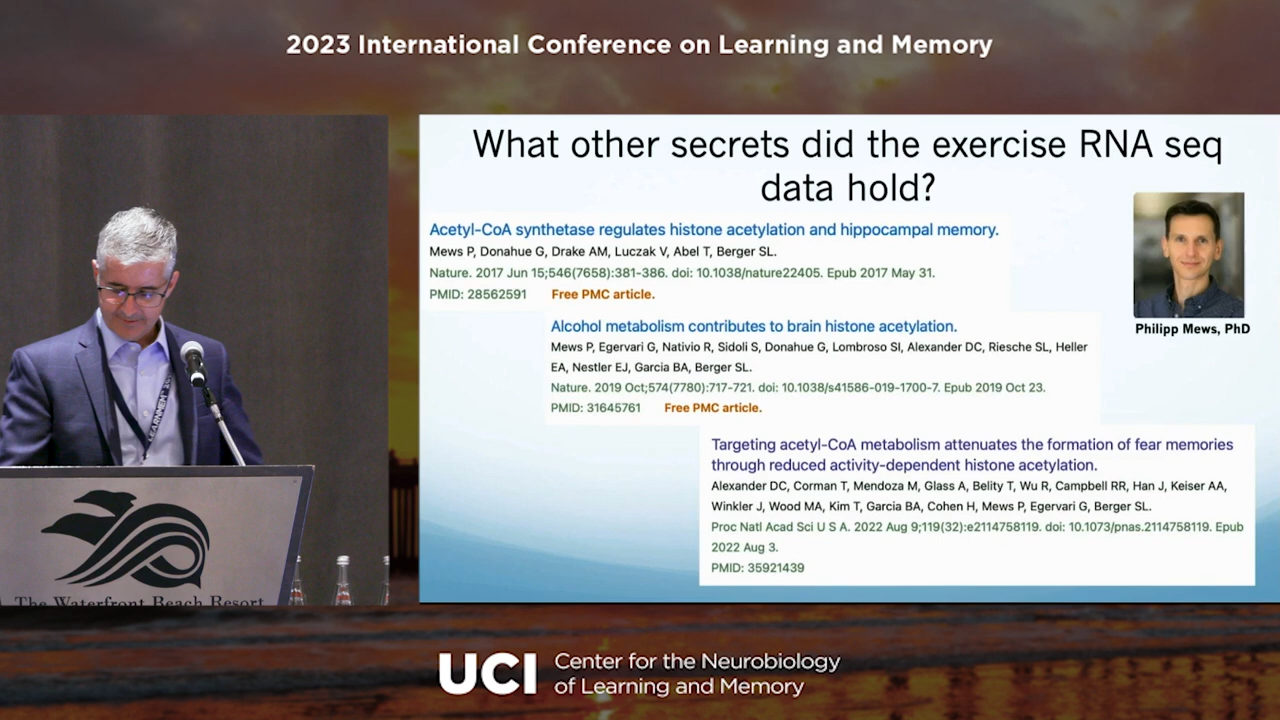 2023 International Conference on Learning and Memory
What other secrets did the exercise RNA seq
data hold?
Acetyl-CoA synthetase regulates histone acetylation and hippocampal memory.
Mews P, Donahue G, Drake AM, Luczak V, Abel T, Berger SL.
Nature. 2017 Jun 15;546(7658):381-386. doi: 10.1038/nature22405. Epub 2017 May 31.
PMID: 28562591 Free PMC article.
Philipp Mews, PhD
Alcohol metabolism contributes to brain histone acetylation.
Mews P, Egervari G, Nativio R, Sidoli S, Donahue G, Lombroso SI, Alexander DC, Riesche SL, Heller
EA, Nestler EJ, Garcia BA, Berger SL.
Nature. 2019 Oct;574(7780):717-721. doi: 10.1038/s41586-019-1700-7. Epub 2019 Oct 23.
PMID: 31645761 Free PMC article.
Targeting acetyl-CoA metabolism attenuates the formation of fear memories
through reduced activity-dependent histone acetylation.
Alexander DC, Corman T, Mendoza M, Glass A, Belity T, Wu R, Campbell RR, Han J, Keiser AA,
Winkler J, Wood MA, Kim T, Garcia BA, Cohen H, Mews P, Egervari G, Berger SL.
Proc Natl Acad Sci U S A. 2022 Aug 9;119(32):e2114758119. doi: 10.1073/pnas.2114758119. Epub
2022 Aug 3.
PMID: 35921439
The Waterfront Beach Resort
UCI Center for the Neurobiology
of Learning and Memory